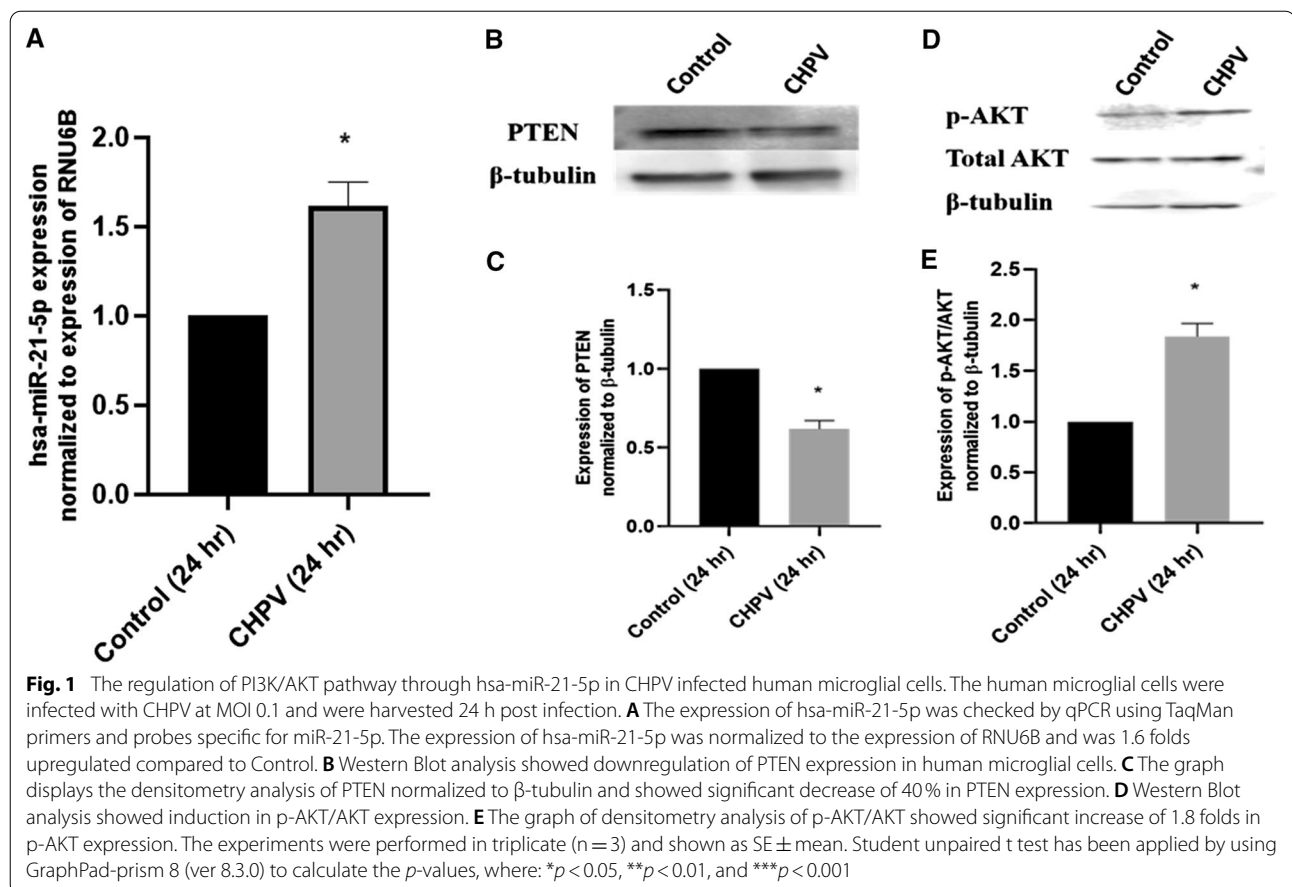 A
hsa-miR-21-5p expression
normalized to expression of RNU6B
2.0
1.5
1.0
0.5
0.0
*
Control (24 hr)
CHPV (24 hr)
B
Control
CHPV
PTEN
β-tubulin
C
Expression of PTEN
normalized to β-tubulin
1.5
1.0
0.5
0.0
*
Control (24 hr)
CHPV (24 hr)
D
Control
CHPV
p-AKT
Total AKT
β-tubulin
E
Expression of p-AKT/AKT
normalized to β-tubulin
2.5
2.0
1.5
1.0
0.5
0.0
*
Control (24 hr)
CHPV (24 hr)
Fig. 1 The regulation of PI3K/AKT pathway through hsa-miR-21-5p in CHPV infected human microglial cells. The human microglial cells were
infected with CHPV at MOI 0.1 and were harvested 24 h post infection. A The expression of hsa-miR-21-5p was checked by qPCR using TaqMan
primers and probes specific for miR-21-5p. The expression of hsa-miR-21-5p was normalized to the expression of RNU6B and was 1.6 folds
upregulated compared to Control. B Western Blot analysis showed downregulation of PTEN expression in human microglial cells. C The graph
displays the densitometry analysis of PTEN normalized to β-tubulin and showed significant decrease of 40% in PTEN expression. D Western Blot
analysis showed induction in p-AKT/AKT expression. E The graph of densitometry analysis of p-AKT/AKT showed significant increase of 1.8 folds in
p-AKT expression. The experiments were performed in triplicate (n = 3) and shown as SE ± mean. Student unpaired t test has been applied by using
GraphPad-prism 8 (ver 8.3.0) to calculate the p-values, where: *p < 0.05, **p < 0.01, and ***p < 0.001